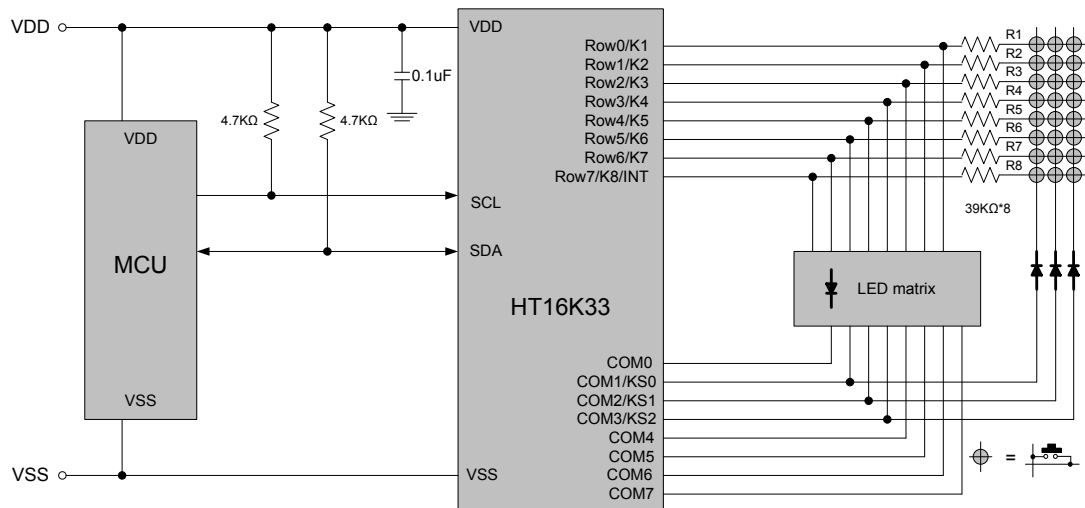 VDD
VDD
Row0/K1
Row1/K2
Row2/K3
Row3/K4
Row4/K5
Row5/K6
Row6/K7
Row7/K8/INT
R1
R2
R3
R4
R5
R6
R7
R8
39KΩ*8
0.1uF
4.7KΩ
4.7KΩ
VDD
MCU
VSS
SCL
SDA
HT16K33
LED matrix
COM0
COM1/KS0
COM2/KS1
COM3/KS2
COM4
COM5
COM6
COM7
VSS
VSS
=